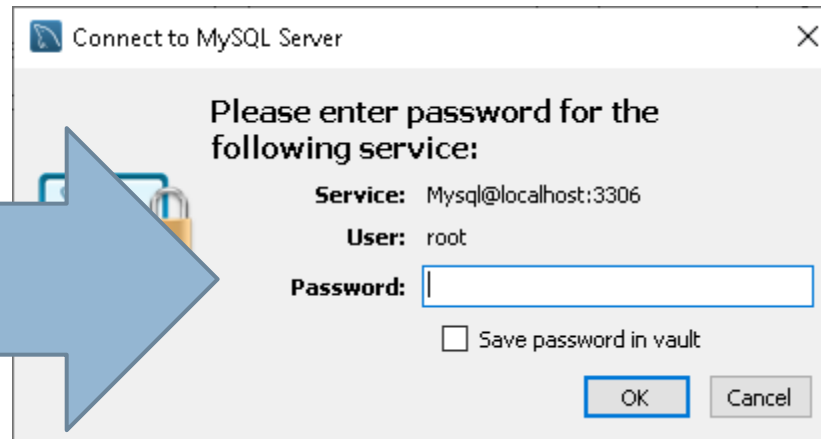 Connect to MySQL Server
Please enter password for the
following service:
Service: Mysql@localhost:3306
User: root
Password:
Save password in vault
OK Cancel